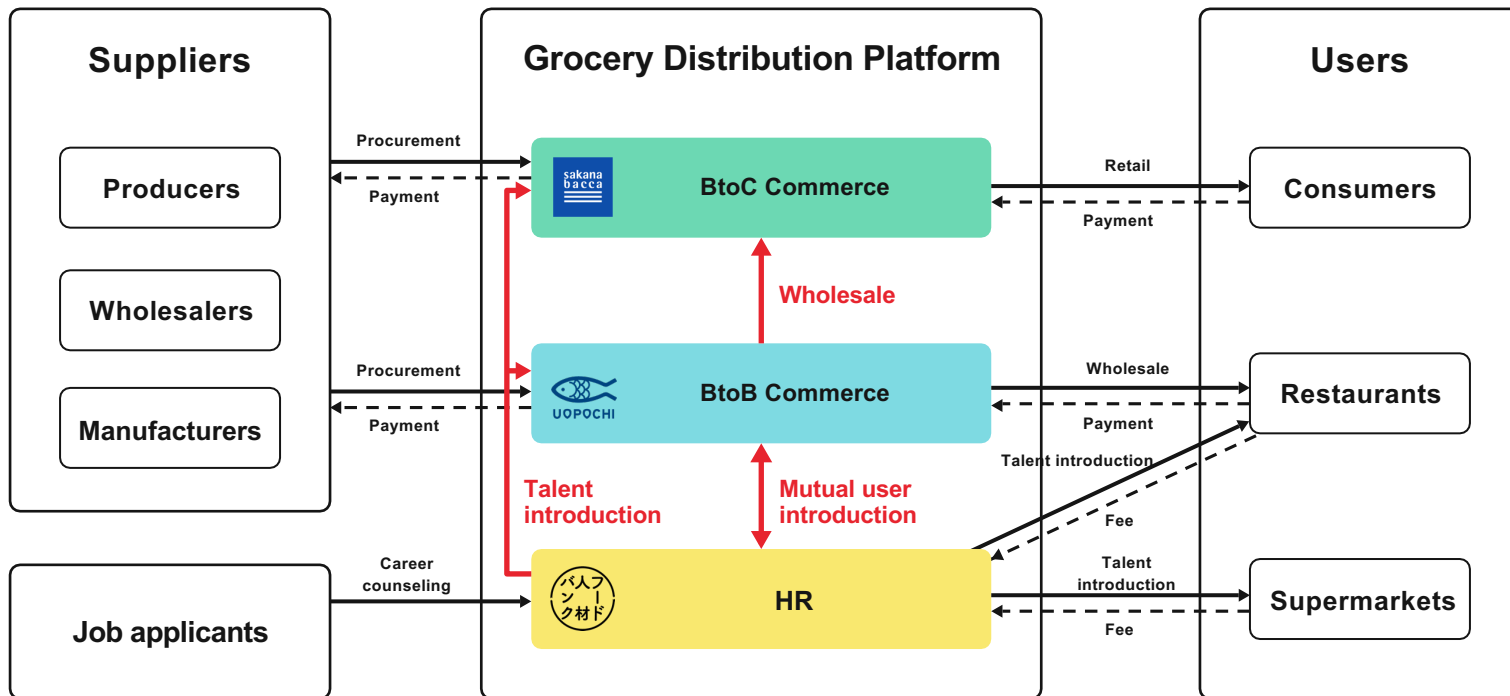 Suppliers
Producers
Wholesalers
Manufacturers
Job applicants
Procurement
Payment
Procurement
Payment
Career
counseling
Grocery Distribution Platform
sakana
bacca
BtoC Commerce
Wholesale
UOPOCHI
BtoB Commerce
Talent
introduction
Mutual user
introduction
フード
人材
バンク
HR
Retail
Payment
Wholesale
Payment
Talent introduction
Fee
Talent
introduction
Fee
Users
Consumers
Restaurants
Supermarkets